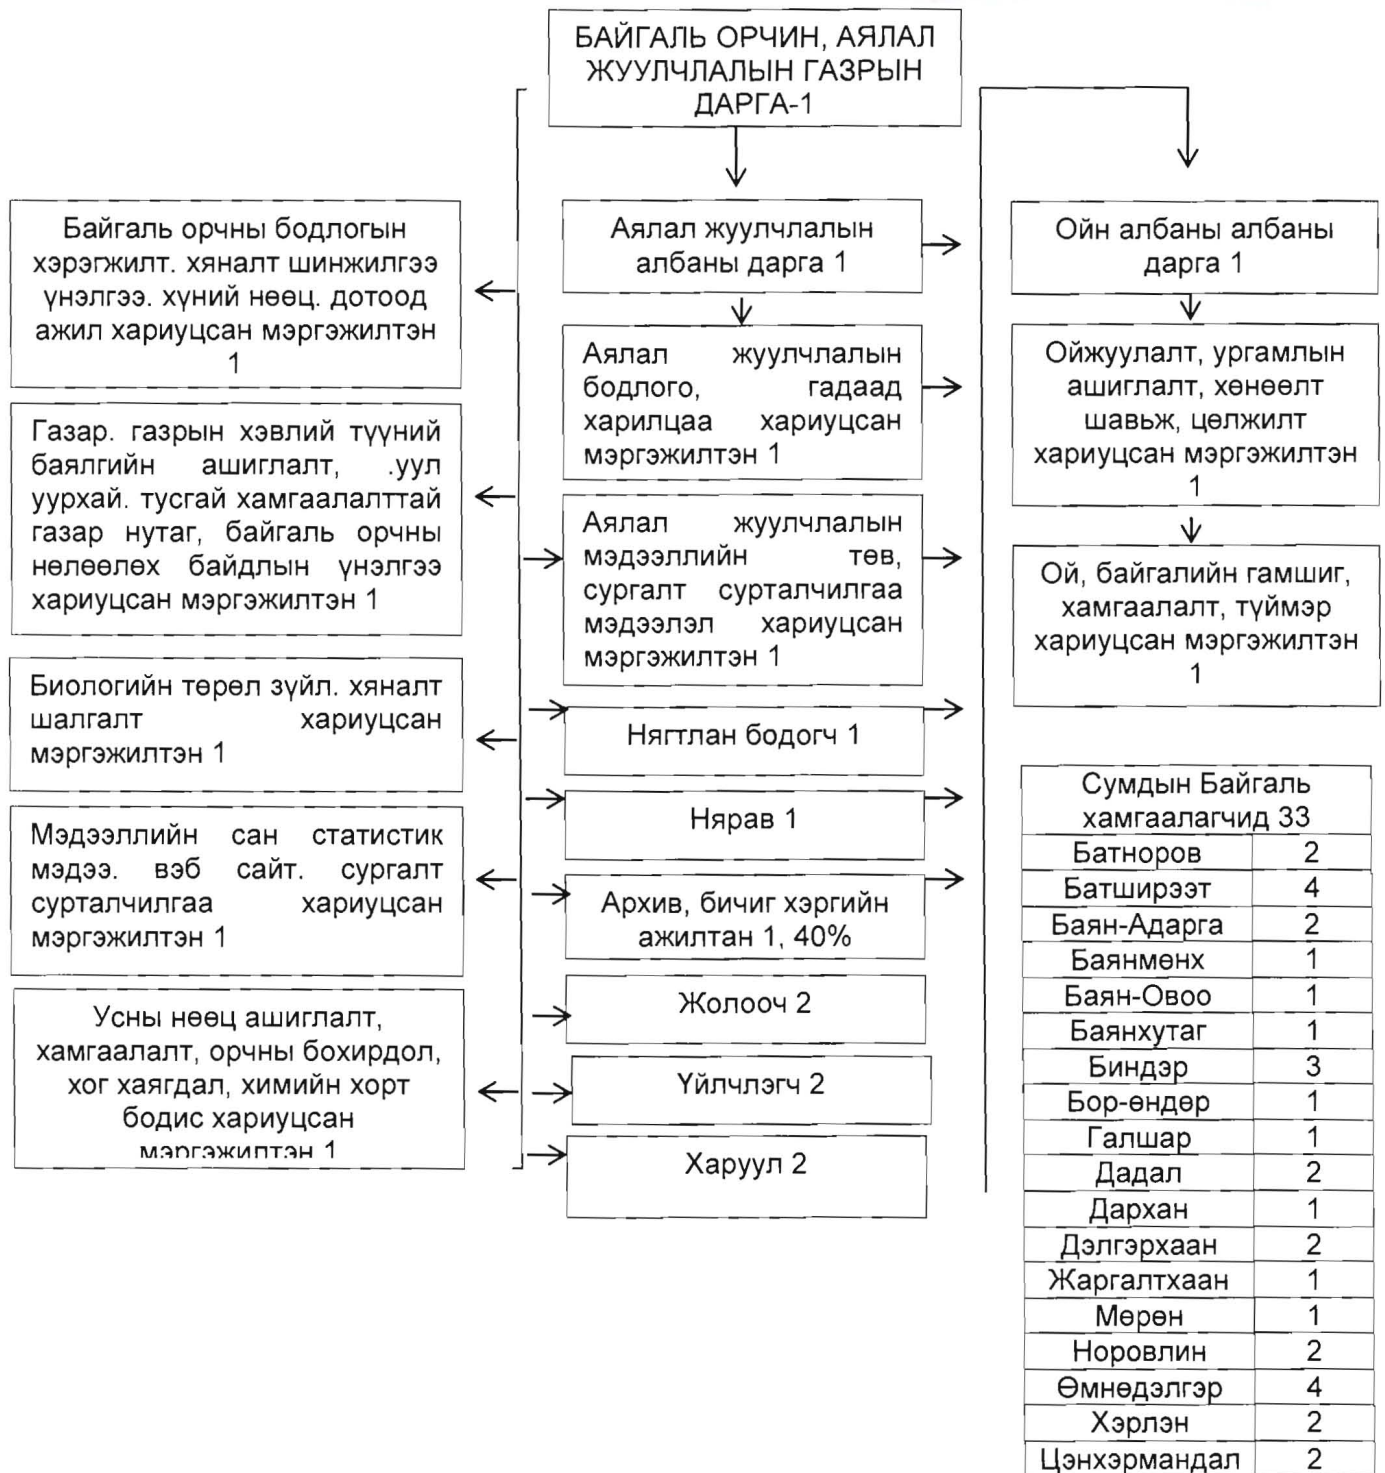 БАЙГАЛЬ ОРЧИН, АЯЛАЛ
ЖУУЛЧЛАЛЫН ГАЗРЫН
ДАРГА-1
Байгаль орчны бодлогын
хэрэгжилт. хяналт шинжилгээ
үнэлгээ. хүний нөөц. дотоод
ажил хариуцсан мэргэжилтэн
1
Газар. газрын хэвлий түүний
баялгийн ашиглалт, .уул
уурхай. тусгай хамгаалалттай
газар нутаг, байгаль орчны
нөлөөлөх байдлын үнэлгээ
хариуцсан мэргэжилтэн 1
Биологийн төрөл зүйл. хяналт
шалгалт хариуцсан
мэргэжилтэн 1
Мэдээллийн сан статистик
мэдээ. вэб сайт. сургалт
сурталчилгаа хариуцсан
мэргэжилтэн 1
Усны нөөц ашиглалт,
хамгаалалт, орчны бохирдол,
хог хаягдал, химийн хорт
бодис хариуцсан
мэргэжилтэн 1
Аялал жуулчлалын
албаны дарга 1
Аялал жуулчлалын
бодлого, гадаад
харилцаа хариуцсан
мэргэжилтэн 1
Аялал жуулчлалын
мэдээллийн төв,
сургалт сурталчилгаа
мэдээлэл хариуцсан
мэргэжилтэн 1
Нягтлан бодогч 1
Нярав 1
Архив, бичиг хэргийн
ажилтан 1, 40%
Жолооч 2
Үйлчлэгч 2
Харуул 2
Ойн албаны албаны
дарга 1
Ойжуулалт, ургамлын
ашиглалт, хөнөөлт
шавьж, цөлжилт
хариуцсан мэргэжилтэн
1
Ой, байгалийн гамшиг,
хамгаалалт, түймэр
хариуцсан мэргэжилтэн
1
Сумдын Байгаль
хамгаалагчид 33
Батноров 2
Батширээт 4
Баян-Адарга 2
Баянмөнх 1
Баян-Овоо 1
Баянхутаг 1
Биндэр 3
Бор-өндөр 1
Галшар 1
Дадал 2
Дархан 1
Дэлгэрхаан 2
Жаргалтхаан 1
Мөрөн 1
Норовлин 2
Өмнөдэлгэр 4
Хэрлэн 2
Цэнхэрмандал 2